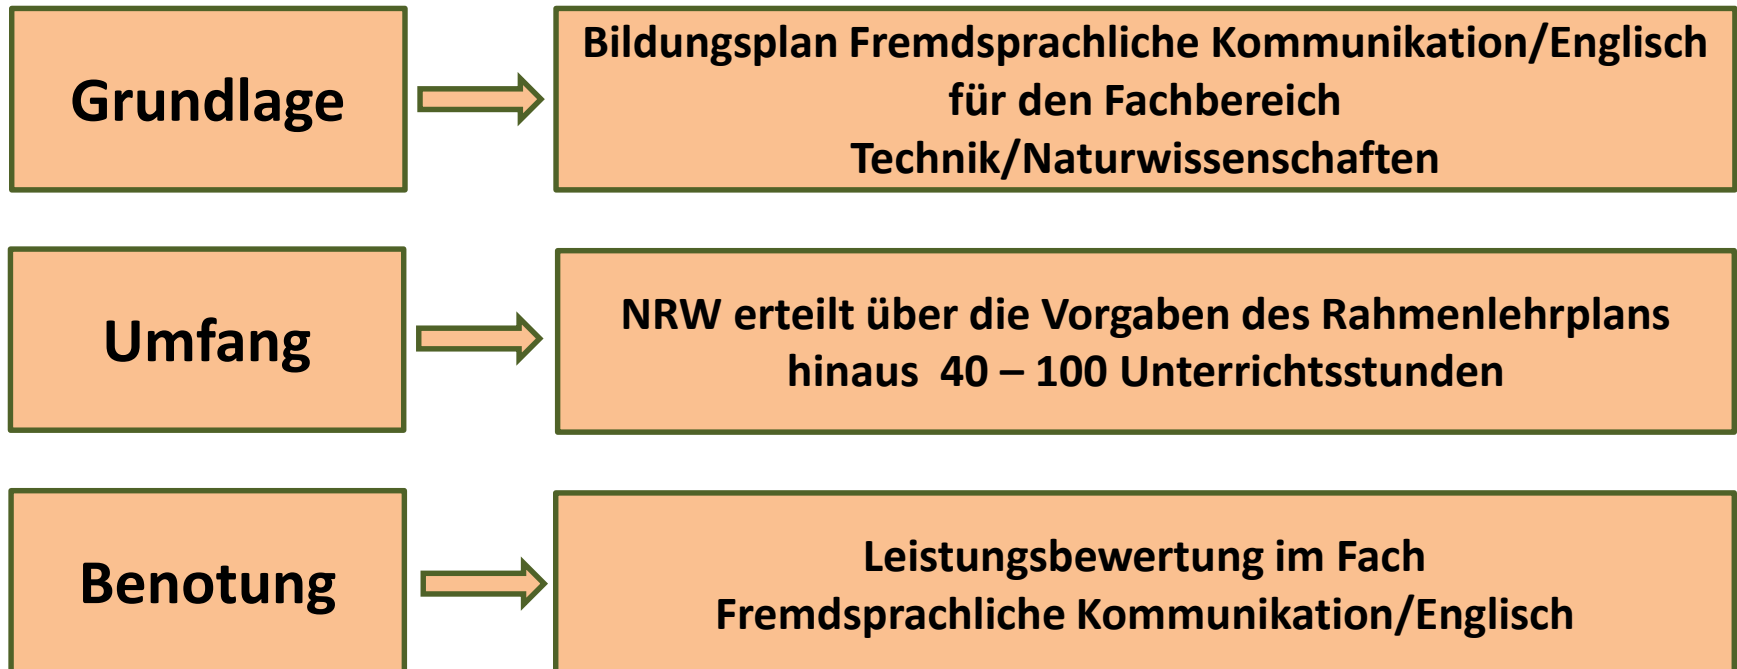 Grundlage
Bildungsplan Fremdsprachliche Kommunikation/Englisch
für den Fachbereich
Technik/Naturwissenschaften
Umfang
NRW erteilt über die Vorgaben des Rahmenlehrplans
hinaus 40 – 100 Unterrichtsstunden
Benotung
Leistungsbewertung im Fach
Fremdsprachliche Kommunikation/Englisch